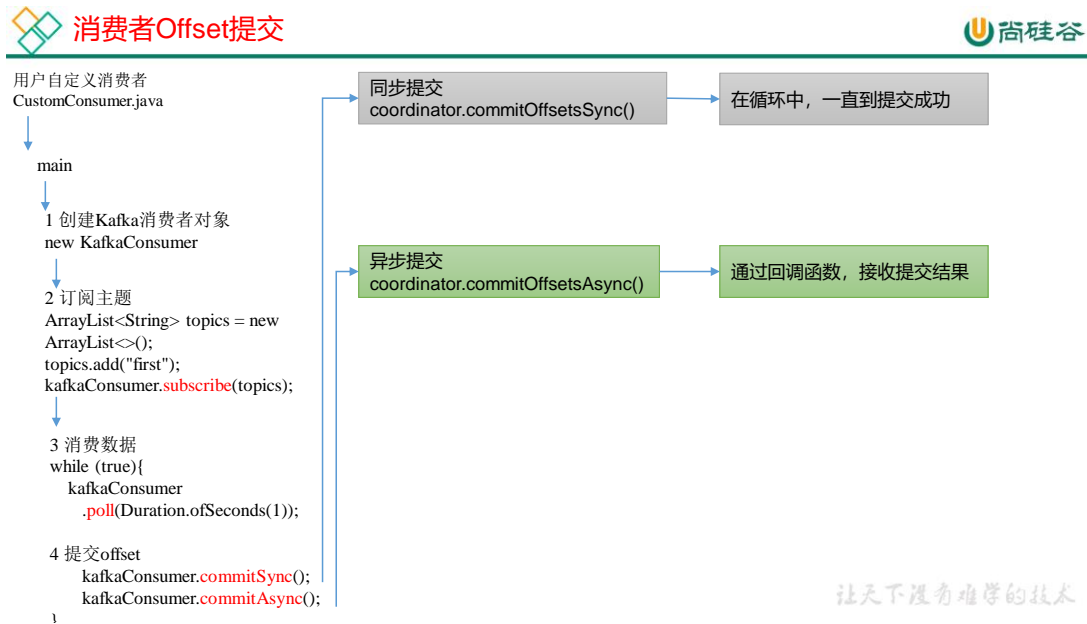 消费者Offset提交
尚硅谷
用户自定义消费者
CustomConsumer.java
main
1 创建Kafka消费者对象
new KafkaConsumer
2 订阅主题
ArrayList<String> topics = new
ArrayList<>();
topics.add("first");
kafkaConsumer.subscribe(topics);
3 消费数据
while (true){
kafkaConsumer
.poll(Duration.ofSeconds(1));
4 提交offset
kafkaConsumer.commitSync();
kafkaConsumer.commitAsync();
}
同步提交
coordinator.commitOffsetsSync()
在循环中，一直到提交成功
异步提交
coordinator.commitOffsetsAsync()
通过回调函数，接收提交结果
让天下没有难学的技术